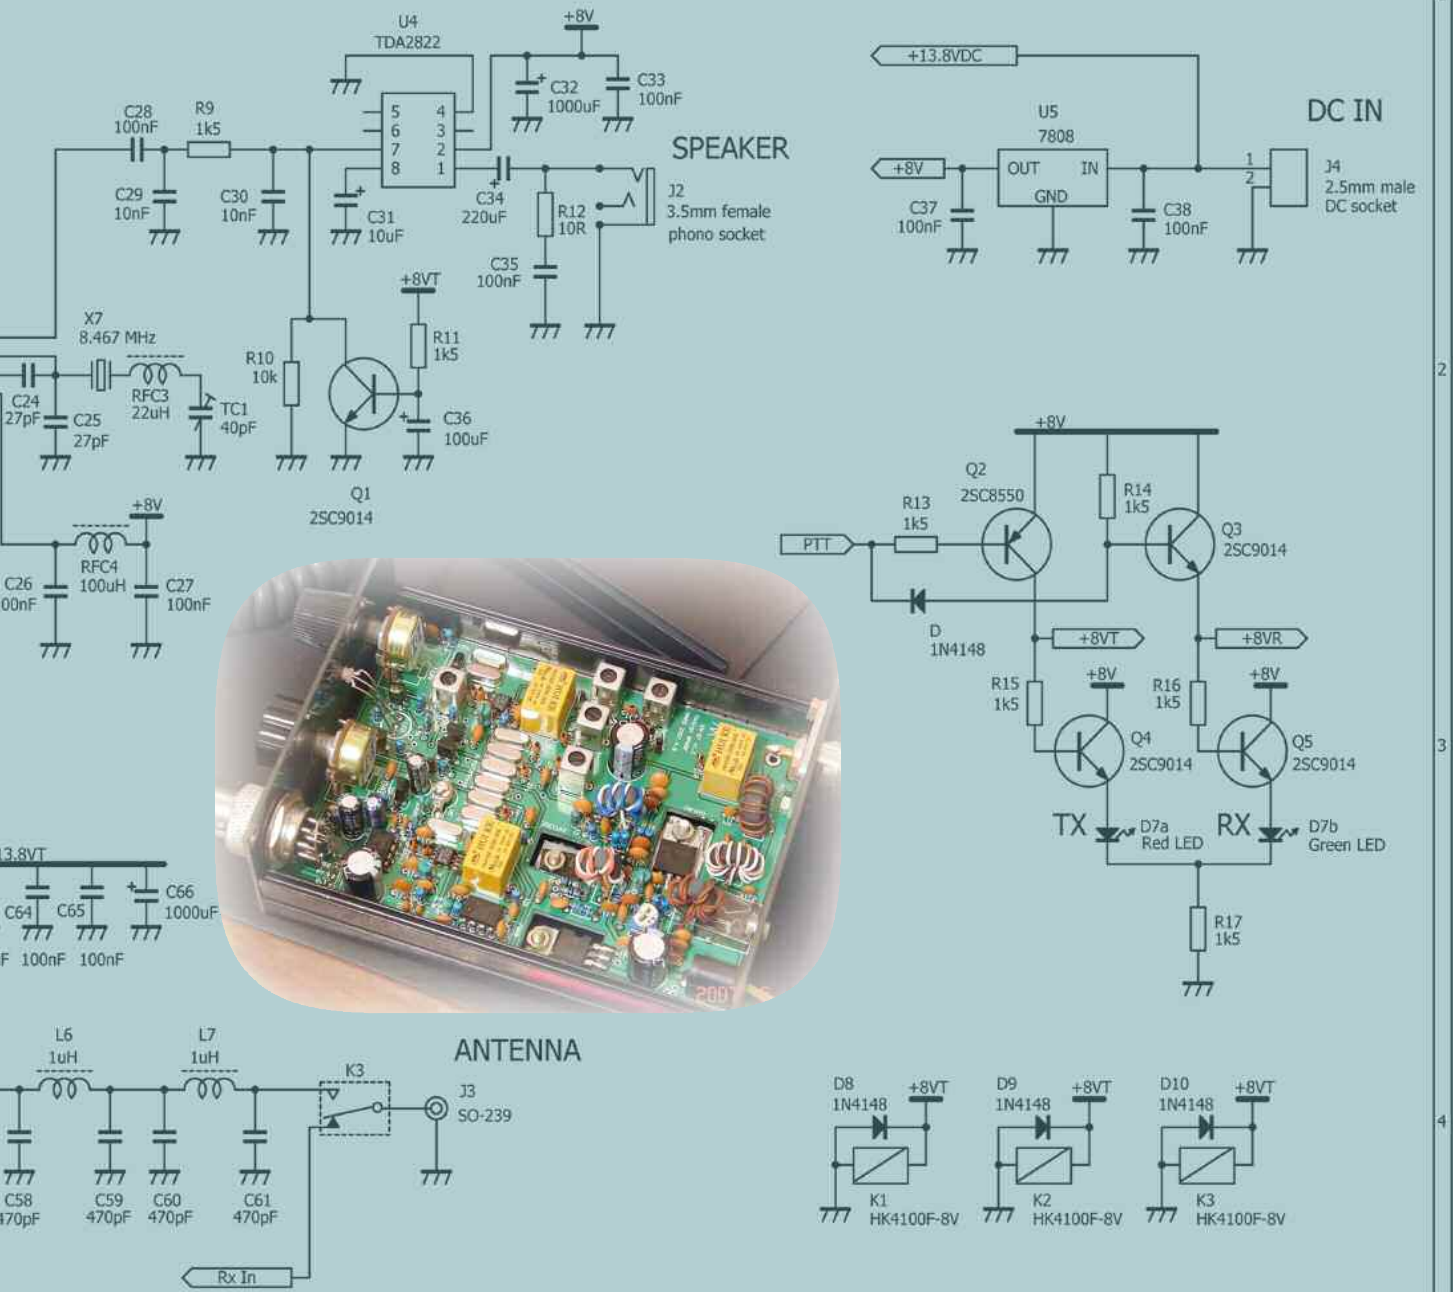 U4
TDA2822
+8V
5
6
7
8
4
3
2
1
C32
1000uF
C33
100nF
C28
100nF
R9
1k5
C29
10nF
C30
10nF
C31
10uF
C34
220uF
R12
10R
C35
100nF
SPEAKER
J2
3.5mm female
phono socket
+13.8VDC
U5
7808
OUT
IN
GND
+8V
C37
100nF
C38
100nF
1
2
DC IN
J4
2.5mm male
DC socket
X7
8.467 MHz
RFC3
22uH
TC1
40pF
C24
27pF
C25
27pF
+8VT
R11
1k5
R10
10k
C36
100uF
Q1
2SC9014
2
+8V
RFC4
100uH
C26
00nF
C27
100nF
+8V
Q2
2SC8550
R13
1k5
PTT
R14
1k5
Q3
2SC9014
D
1N4148
+8VT
+8VR
R15
1k5
+8V
Q4
2SC9014
R16
1k5
+8V
Q5
2SC9014
3
TX
D7a
Red LED
RX
D7b
Green LED
R17
1k5
13.8VT
C64
C65
C66
1000uF
F
100nF
100nF
2007
L6
1uH
L7
1uH
K3
ANTENNA
J3
SO-239
C58
470pF
C59
470pF
C60
470pF
C61
470pF
Rx In
D8
1N4148
+8VT
K1
HK4100F-8V
D9
1N4148
+8VT
K2
HK4100F-8V
D10
1N4148
+8VT
K3
HK4100F-8V
4